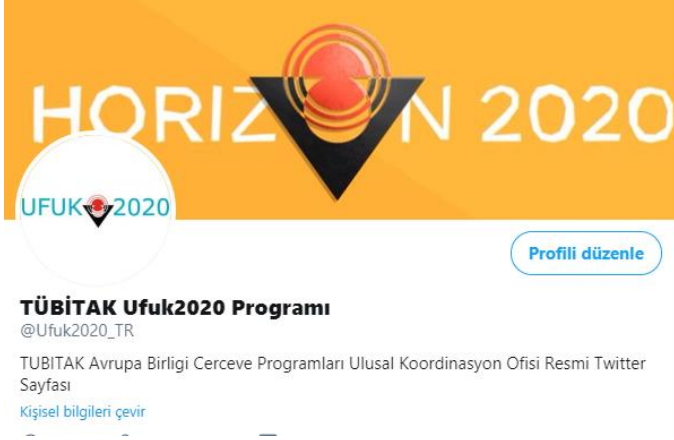 HORIZON 2020
UFUK 2020
Profili düzenle
TÜBİTAK Ufuk2020 Programı
@Ufuk2020_TR
TUBITAK Avrupa Birligi Cerceve Programları Ulusal Koordinasyon Ofisi Resmi Twitter
Sayfası
Kişisel bilgileri çevir